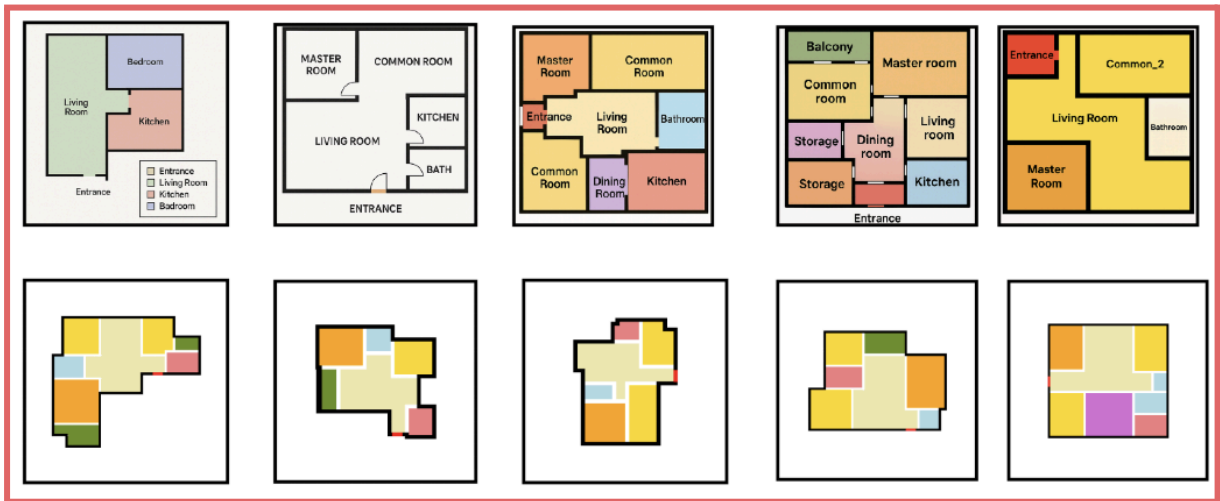 Bedroom
Living
Room
Kitchen
Entrance
Entrance
Living Room
Kitchen
Badroom
MASTER
ROOM
COMMON ROOM
KITCHEN
LIVING ROOM
BATH
ENTRANCE
Master
Room
Common
Room
Entrance
Living
Room
Bathroom
Common
Room
Dining
Room
Kitchen
Balcony
Master room
Common
room
Storage
Dining
room
Living
room
Storage
Kitchen
Entrance
Entrance
Common_2
Living Room
Bathroom
Master
Room